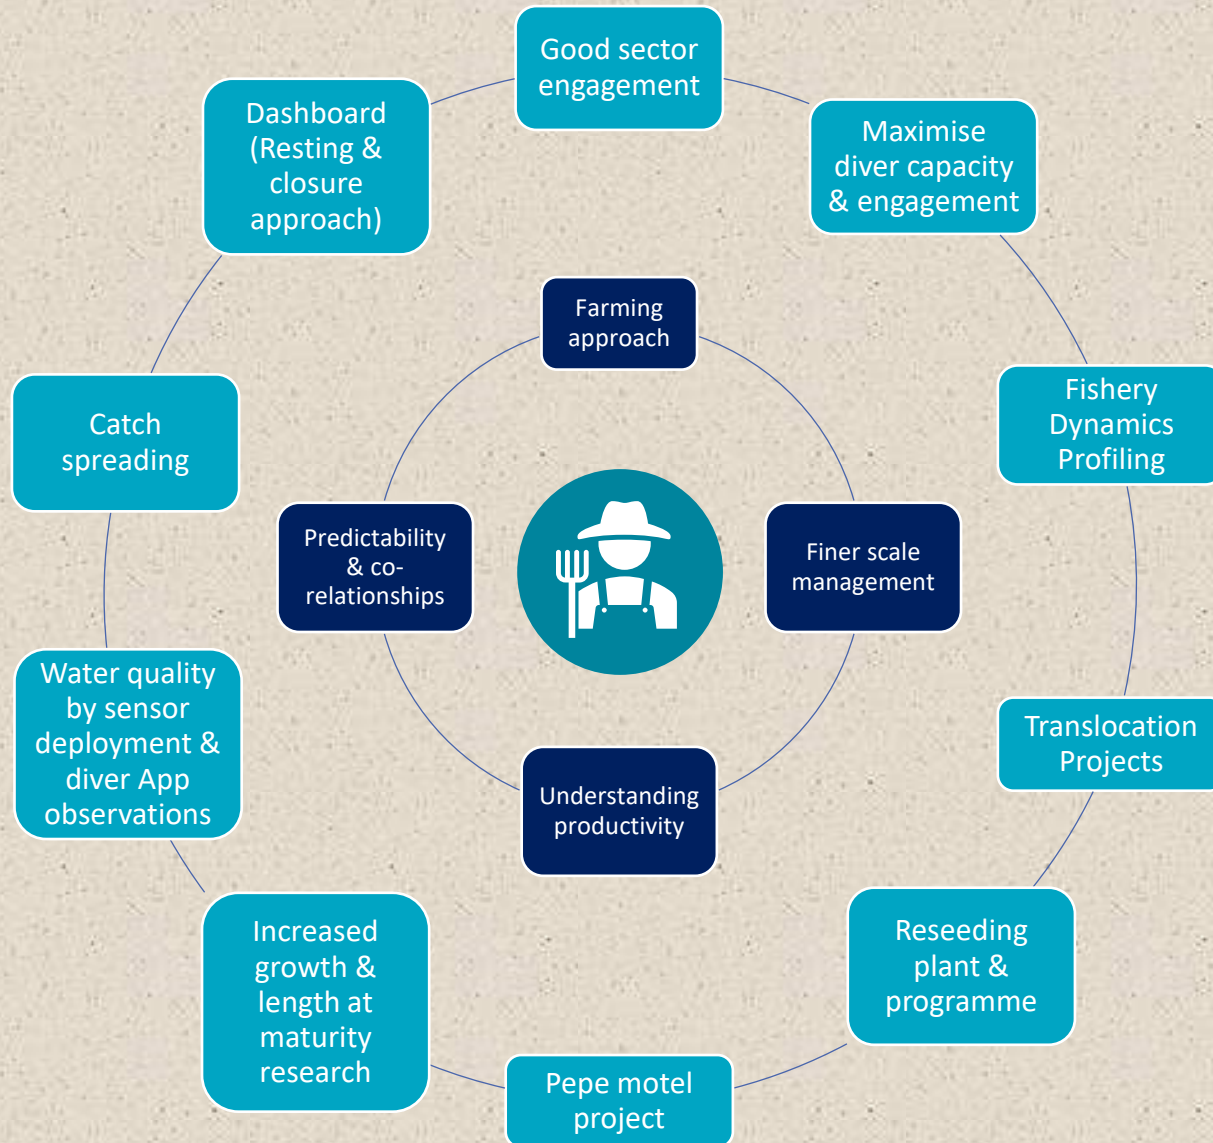 Good sector
engagement
Maximise
diver capacity
& engagement
Fishery
Dynamics
Profiling
Translocation
Projects
Reseeding
plant &
programme
Pepe motel
project
Increased
growth &
length at
maturity
research
Water quality
by sensor
deployment &
diver App
observations
Catch
spreading
Dashboard
(Resting &
closure
approach)
Farming
approach
Finer scale
management
Understanding
productivity
Predictability
& co-
relationships